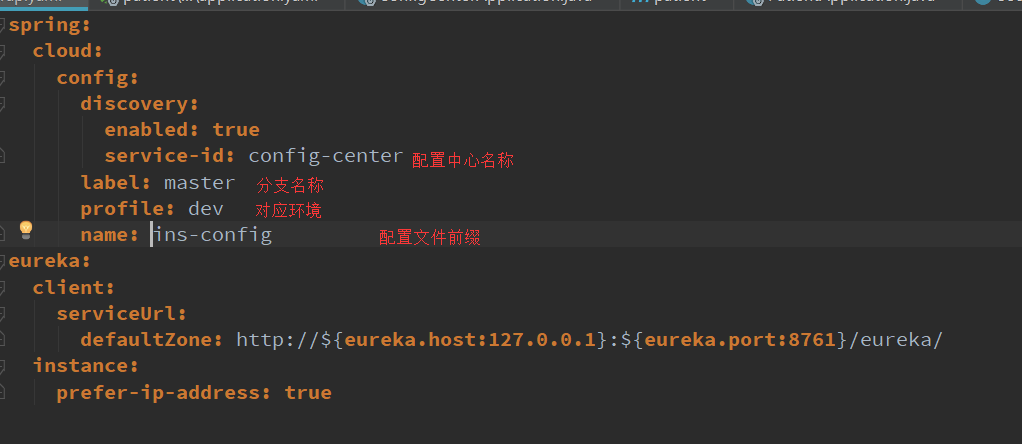 spring:
cloud:
config:
discovery:
enabled: true
service-id: config-center 配置中心名称
label: master 分支名称
profile: dev 对应环境
name: ins-config 配置文件前缀
eureka:
client:
serviceUrl:
defaultZone: http://${eureka.host:127.0.0.1}:${eureka.port:8761}/eureka/
instance:
prefer-ip-address: true